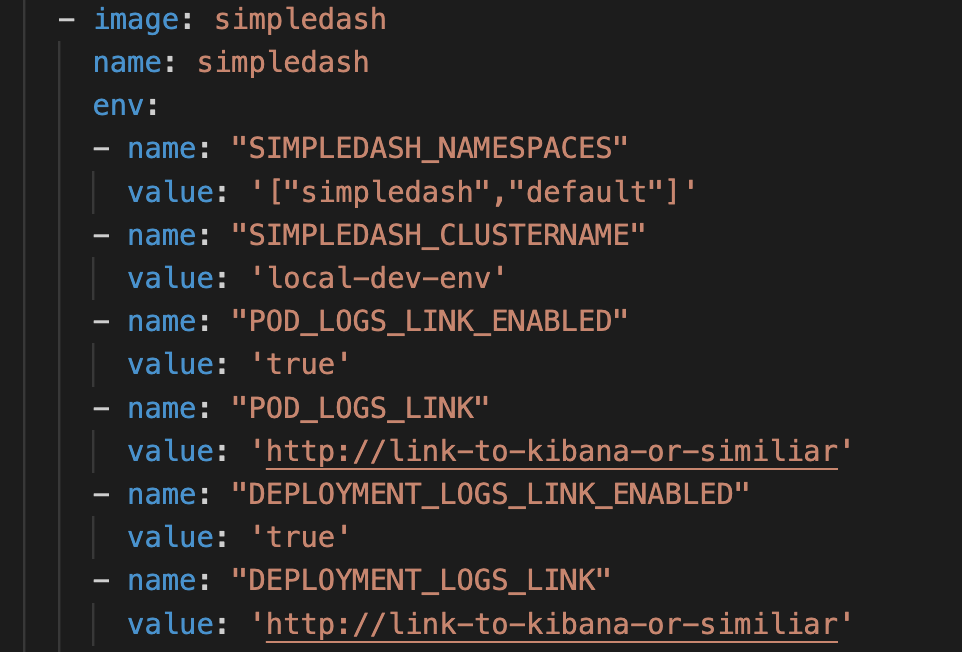 - image: simpledash
name: simpledash
env:
- name: "SIMPLEDASH_NAMESPACES"
value: '["simpledash","default"]'
- name: "SIMPLEDASH_CLUSTERNAME"
value: 'local-dev-env'
- name: "POD_LOGS_LINK_ENABLED"
value: 'true'
- name: "POD_LOGS_LINK"
value: 'http://link-to-kibana-or-similiar'
- name: "DEPLOYMENT_LOGS_LINK_ENABLED"
value: 'true'
- name: "DEPLOYMENT_LOGS_LINK"
value: 'http://link-to-kibana-or-similiar'